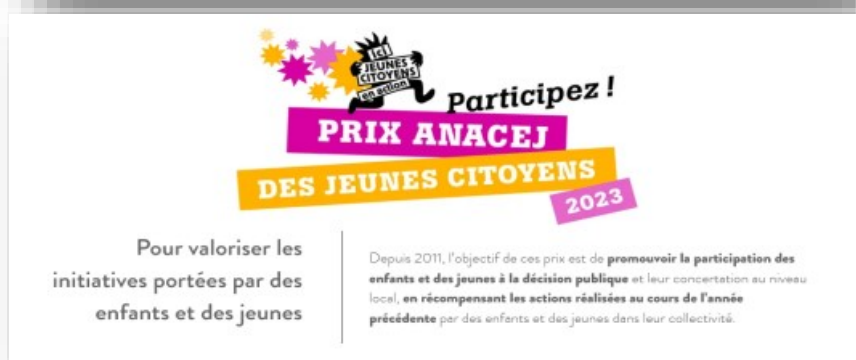 ici
JEUNES
CITOYENS
en action
Participez !
PRIX ANACEJ
DES JEUNES CITOYENS
2023
Pour valoriser les
initiatives portées par des
enfants et des jeunes
Depuis 2011, l'objectif de ces prix est de promouvoir la participation des
enfants et des jeunes à la décision publique et leur concertation au niveau
local, en récompensant les actions réalisées au cours de l'année
précédente par des enfants et des jeunes dans leur collectivité.